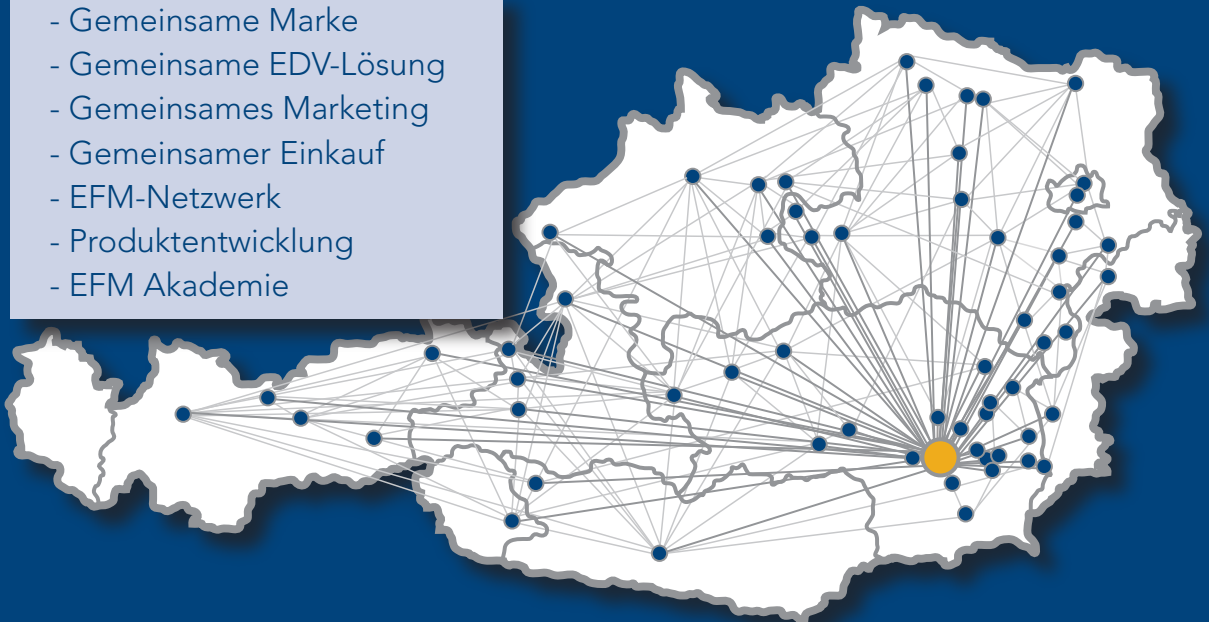 - Gemeinsame Marke
- Gemeinsame EDV-Lösung
- Gemeinsames Marketing
- Gemeinsamer Einkauf
- EFM-Netzwerk
- Produktentwicklung
- EFM Akademie